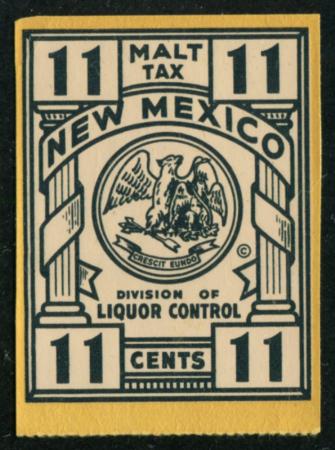 11 MALT TAX 11
NEW MEXICO
CRESCIT EUNDO
©
DIVISION OF
LIQUOR CONTROL
11 CENTS 11